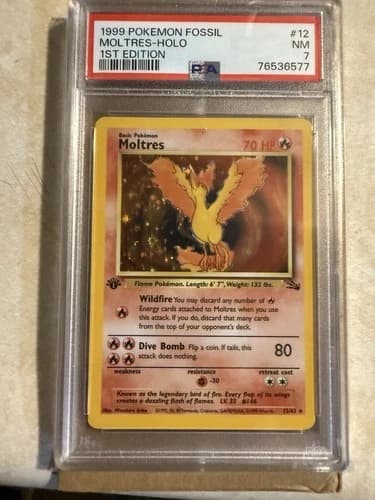 1999 POKEMON FOSSIL #12
MOLTRES-HOLO NM
1ST EDITION 7
PSA 76536577
Basic Pokémon
Moltres 70 HP
Flame Pokémon. Length: 6' 7", Weight: 132 lbs.
Wildfire You may discard any number of
Energy cards attached to Moltres when you use
this attack. If you do, discard that many cards
from the top of your opponent's deck.
Dive Bomb Flip a coin. If tails, this 80
attack does nothing.
weakness resistance retreat cost
-30
Known as the legendary bird of fire. Every flap of its wings
creates a dazzling flash of flames. LV. 35 #146
12/62